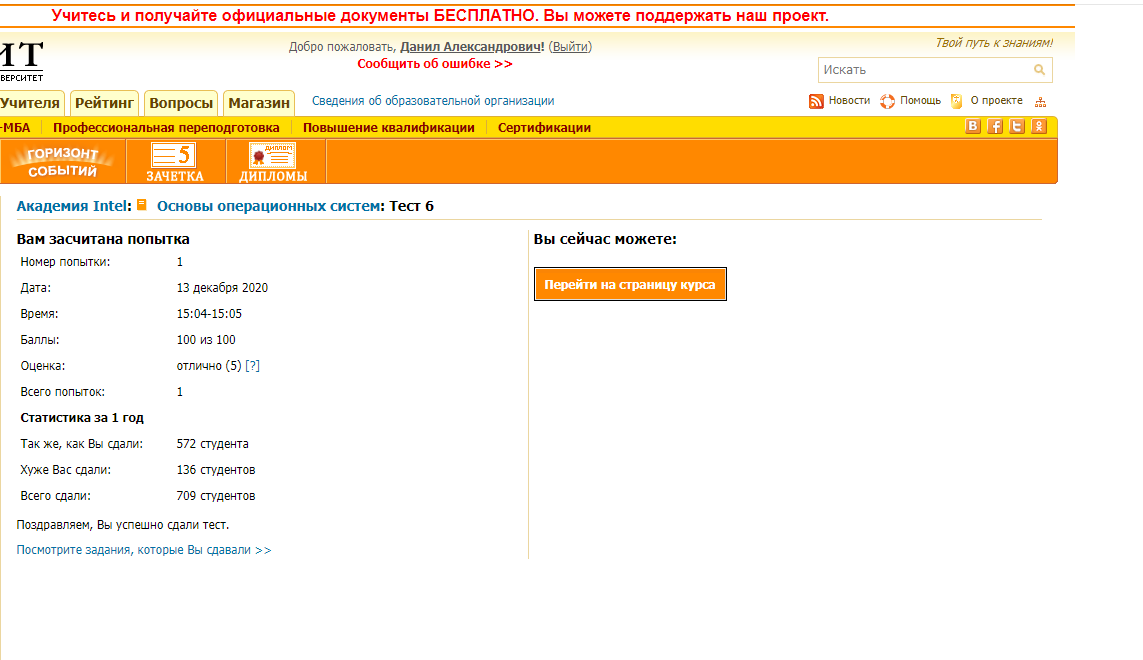 Учитесь и получайте официальные документы БЕСПЛАТНО. Вы можете поддержать наш проект.
ИТ
ВЕРСИТЕТ
Добро пожаловать, Данил Александрович! (Выйти)
Сообщить об ошибке >>
Твой путь к знаниям!
Искать
Учителя Рейтинг Вопросы Магазин Сведения об образовательной организации
Новости Помощь О проекте
-МБА Профессиональная переподготовка Повышение квалификации Сертификации
ГОРИЗОНТ
СОБЫТИЙ
5
ЗАЧЕТКА
ДИПЛОМ
ДИПЛОМЫ
Академия Intel: Основы операционных систем: Тест 6
Вам засчитана попытка
Номер попытки: 1
Дата: 13 декабря 2020
Время: 15:04-15:05
Баллы: 100 из 100
Оценка: отлично (5) [?]
Всего попыток: 1
Статистика за 1 год
Так же, как Вы сдали: 572 студента
Хуже Вас сдали: 136 студентов
Всего сдали: 709 студентов
Поздравляем, Вы успешно сдали тест.
Посмотрите задания, которые Вы сдавали >>
Вы сейчас можете:
Перейти на страницу курса